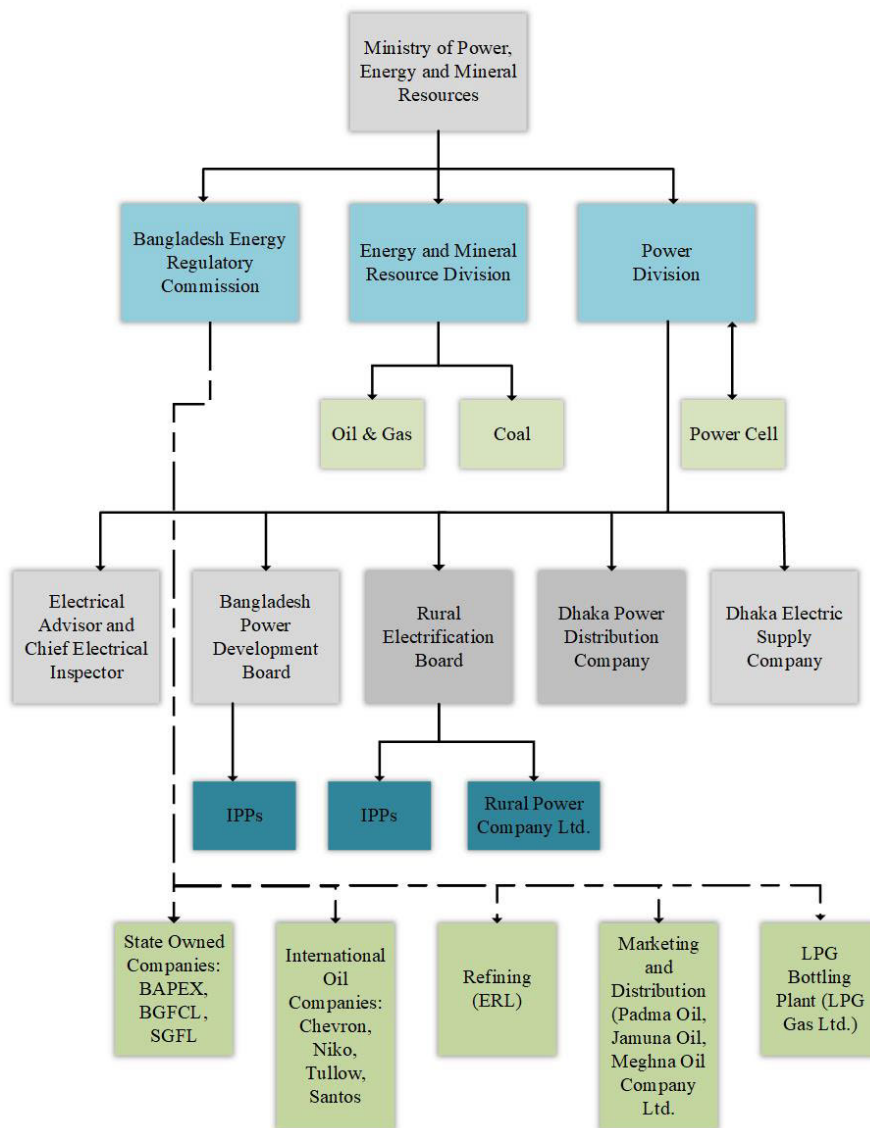 Ministry of Power,
Energy and Mineral
Resources
Bangladesh Energy
Regulatory
Commission
Energy and Mineral
Resource Division
Power
Division
Oil & Gas
Coal
Power Cell
Electrical
Advisor and
Chief Electrical
Inspector
Bangladesh
Power
Development
Board
Rural
Electrification
Board
Dhaka Power
Distribution
Company
Dhaka Electric
Supply
Company
IPPs
IPPs
Rural Power
Company Ltd.
State Owned
Companies:
BAPEX,
BGFCL,
SGFL
International
Oil
Companies:
Chevron,
Niko,
Tullow,
Santos
Refining
(ERL)
Marketing
and
Distribution
(Padma Oil,
Jamuna Oil,
Meghna Oil
Company
Ltd.
LPG
Bottling
Plant (LPG
Gas Ltd.)